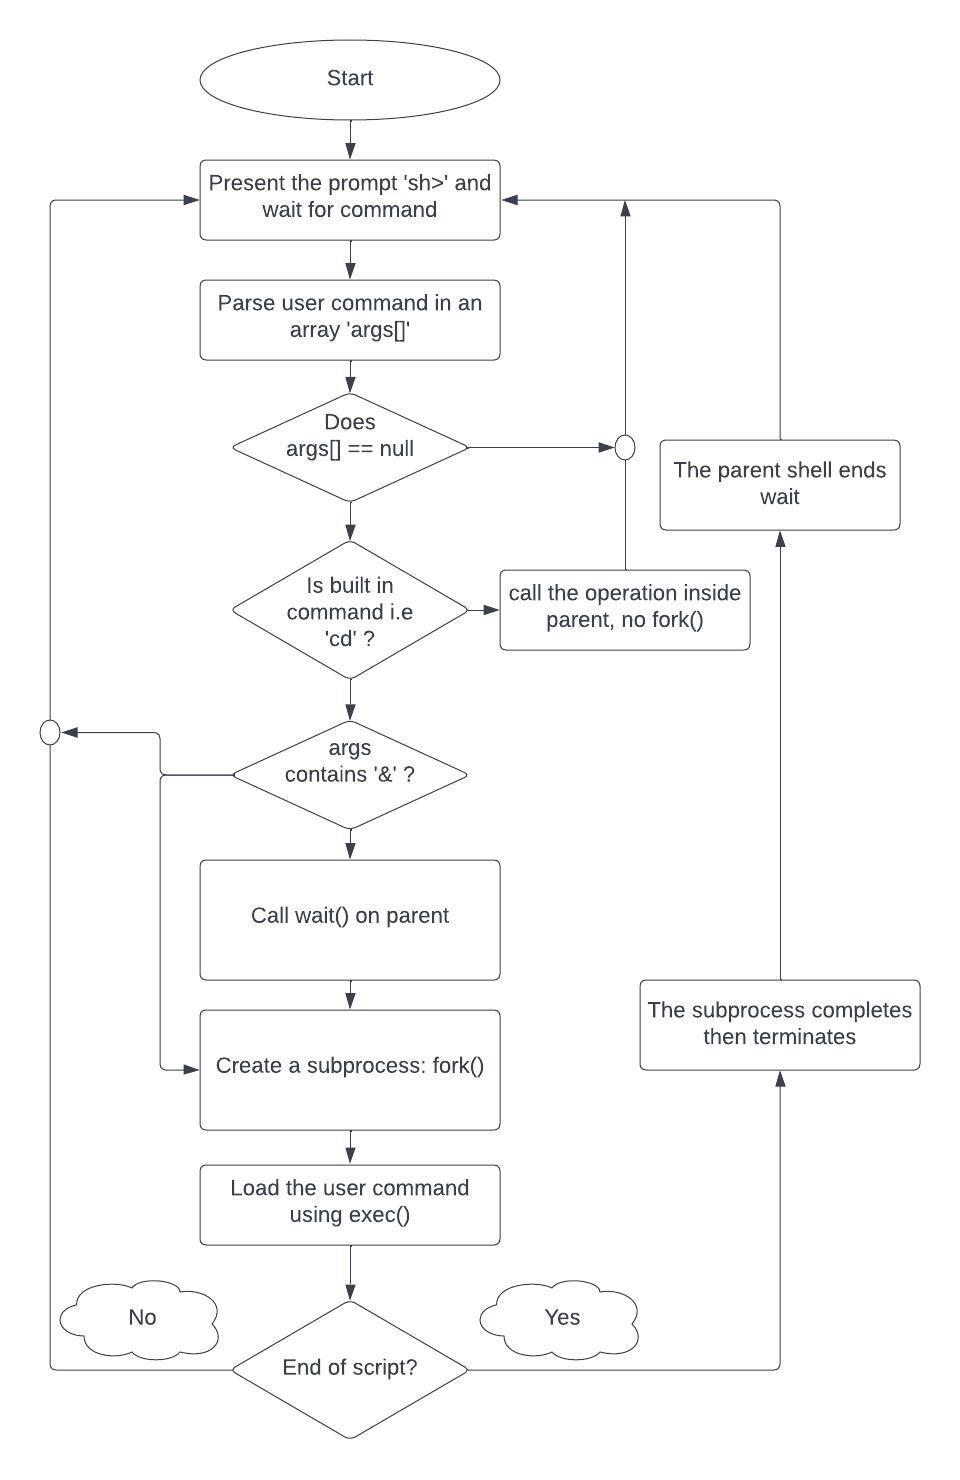 Start
Present the prompt 'sh>' and
wait for command
Parse user command in an
array 'args[]'
Does
args[] == null
The parent shell ends
wait
Is built in
command i.e
'cd' ?
call the operation inside
parent, no fork()
args
contains '&' ?
Call wait() on parent
The subprocess completes
then terminates
Create a subprocess: fork()
Load the user command
using exec()
No
Yes
End of script?